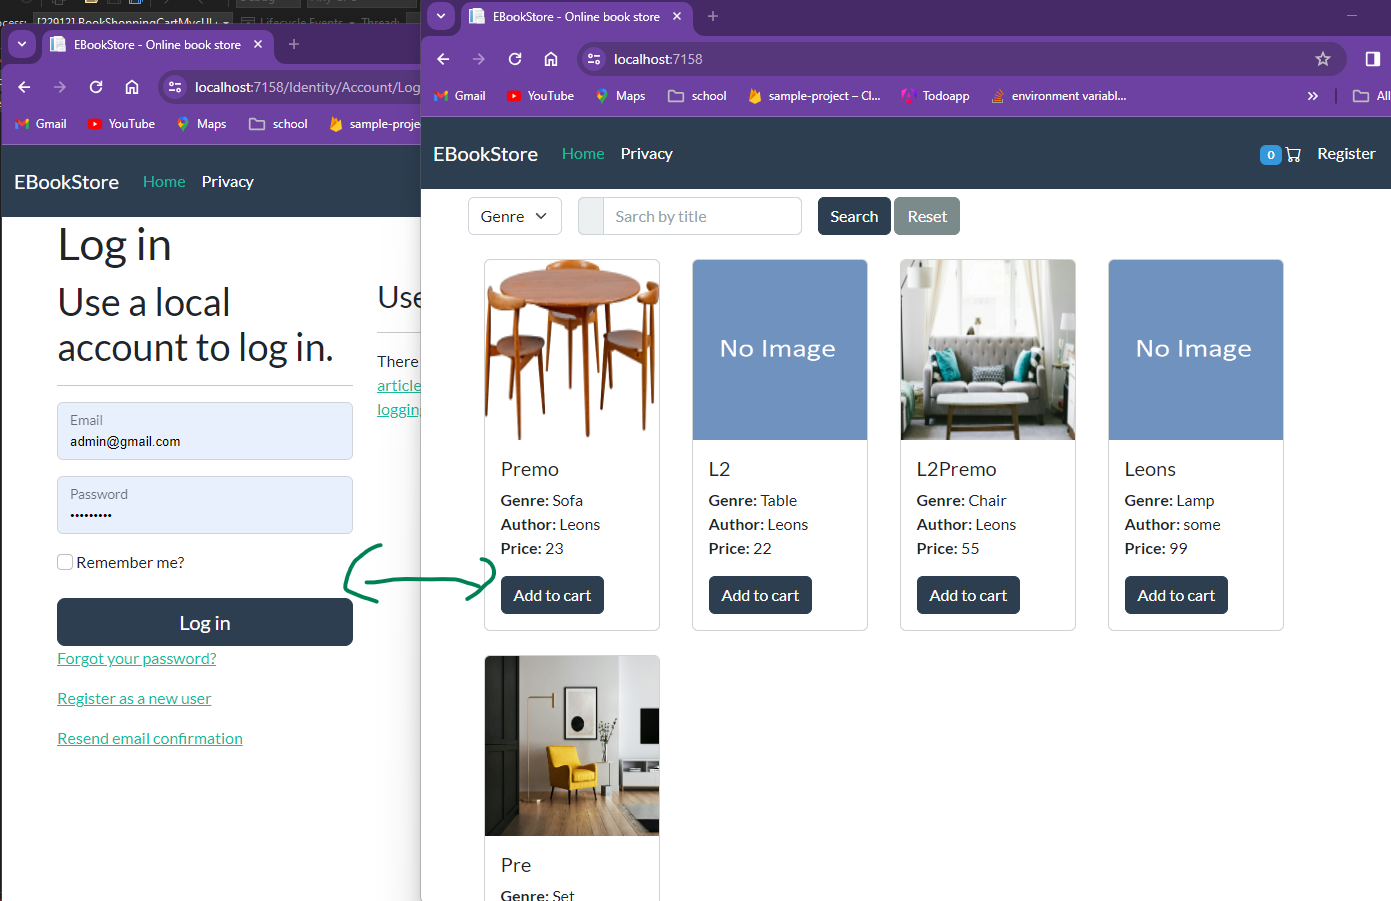 EBookStore - Online book store
localhost:7158/Identity/Account/Log
Gmail YouTube Maps school sample-proje
EBookStore Home Privacy
Log in
Use a local
account to log in.
Email
admin@gmail.com
Password
•••••••••
Remember me?
Log in
Forgot your password?
Register as a new user
Resend email confirmation
Use
There
article
logging
EBookStore - Online book store
localhost:7158
Gmail YouTube Maps school sample-project – Cl... Todoapp environment variabl... » All
EBookStore Home Privacy 0 Register
Genre Sarch by title Search Reset
No Image No Image
Premo L2 L2Premo Leons
Genre: Sofa Genre: Table Genre: Chair Genre: Lamp
Author: Leons Author: Leons Author: Leons Author: some
Price: 23 Price: 22 Price: 55 Price: 99
Add to cart Add to cart Add to cart Add to cart
Pre
Genre: Set